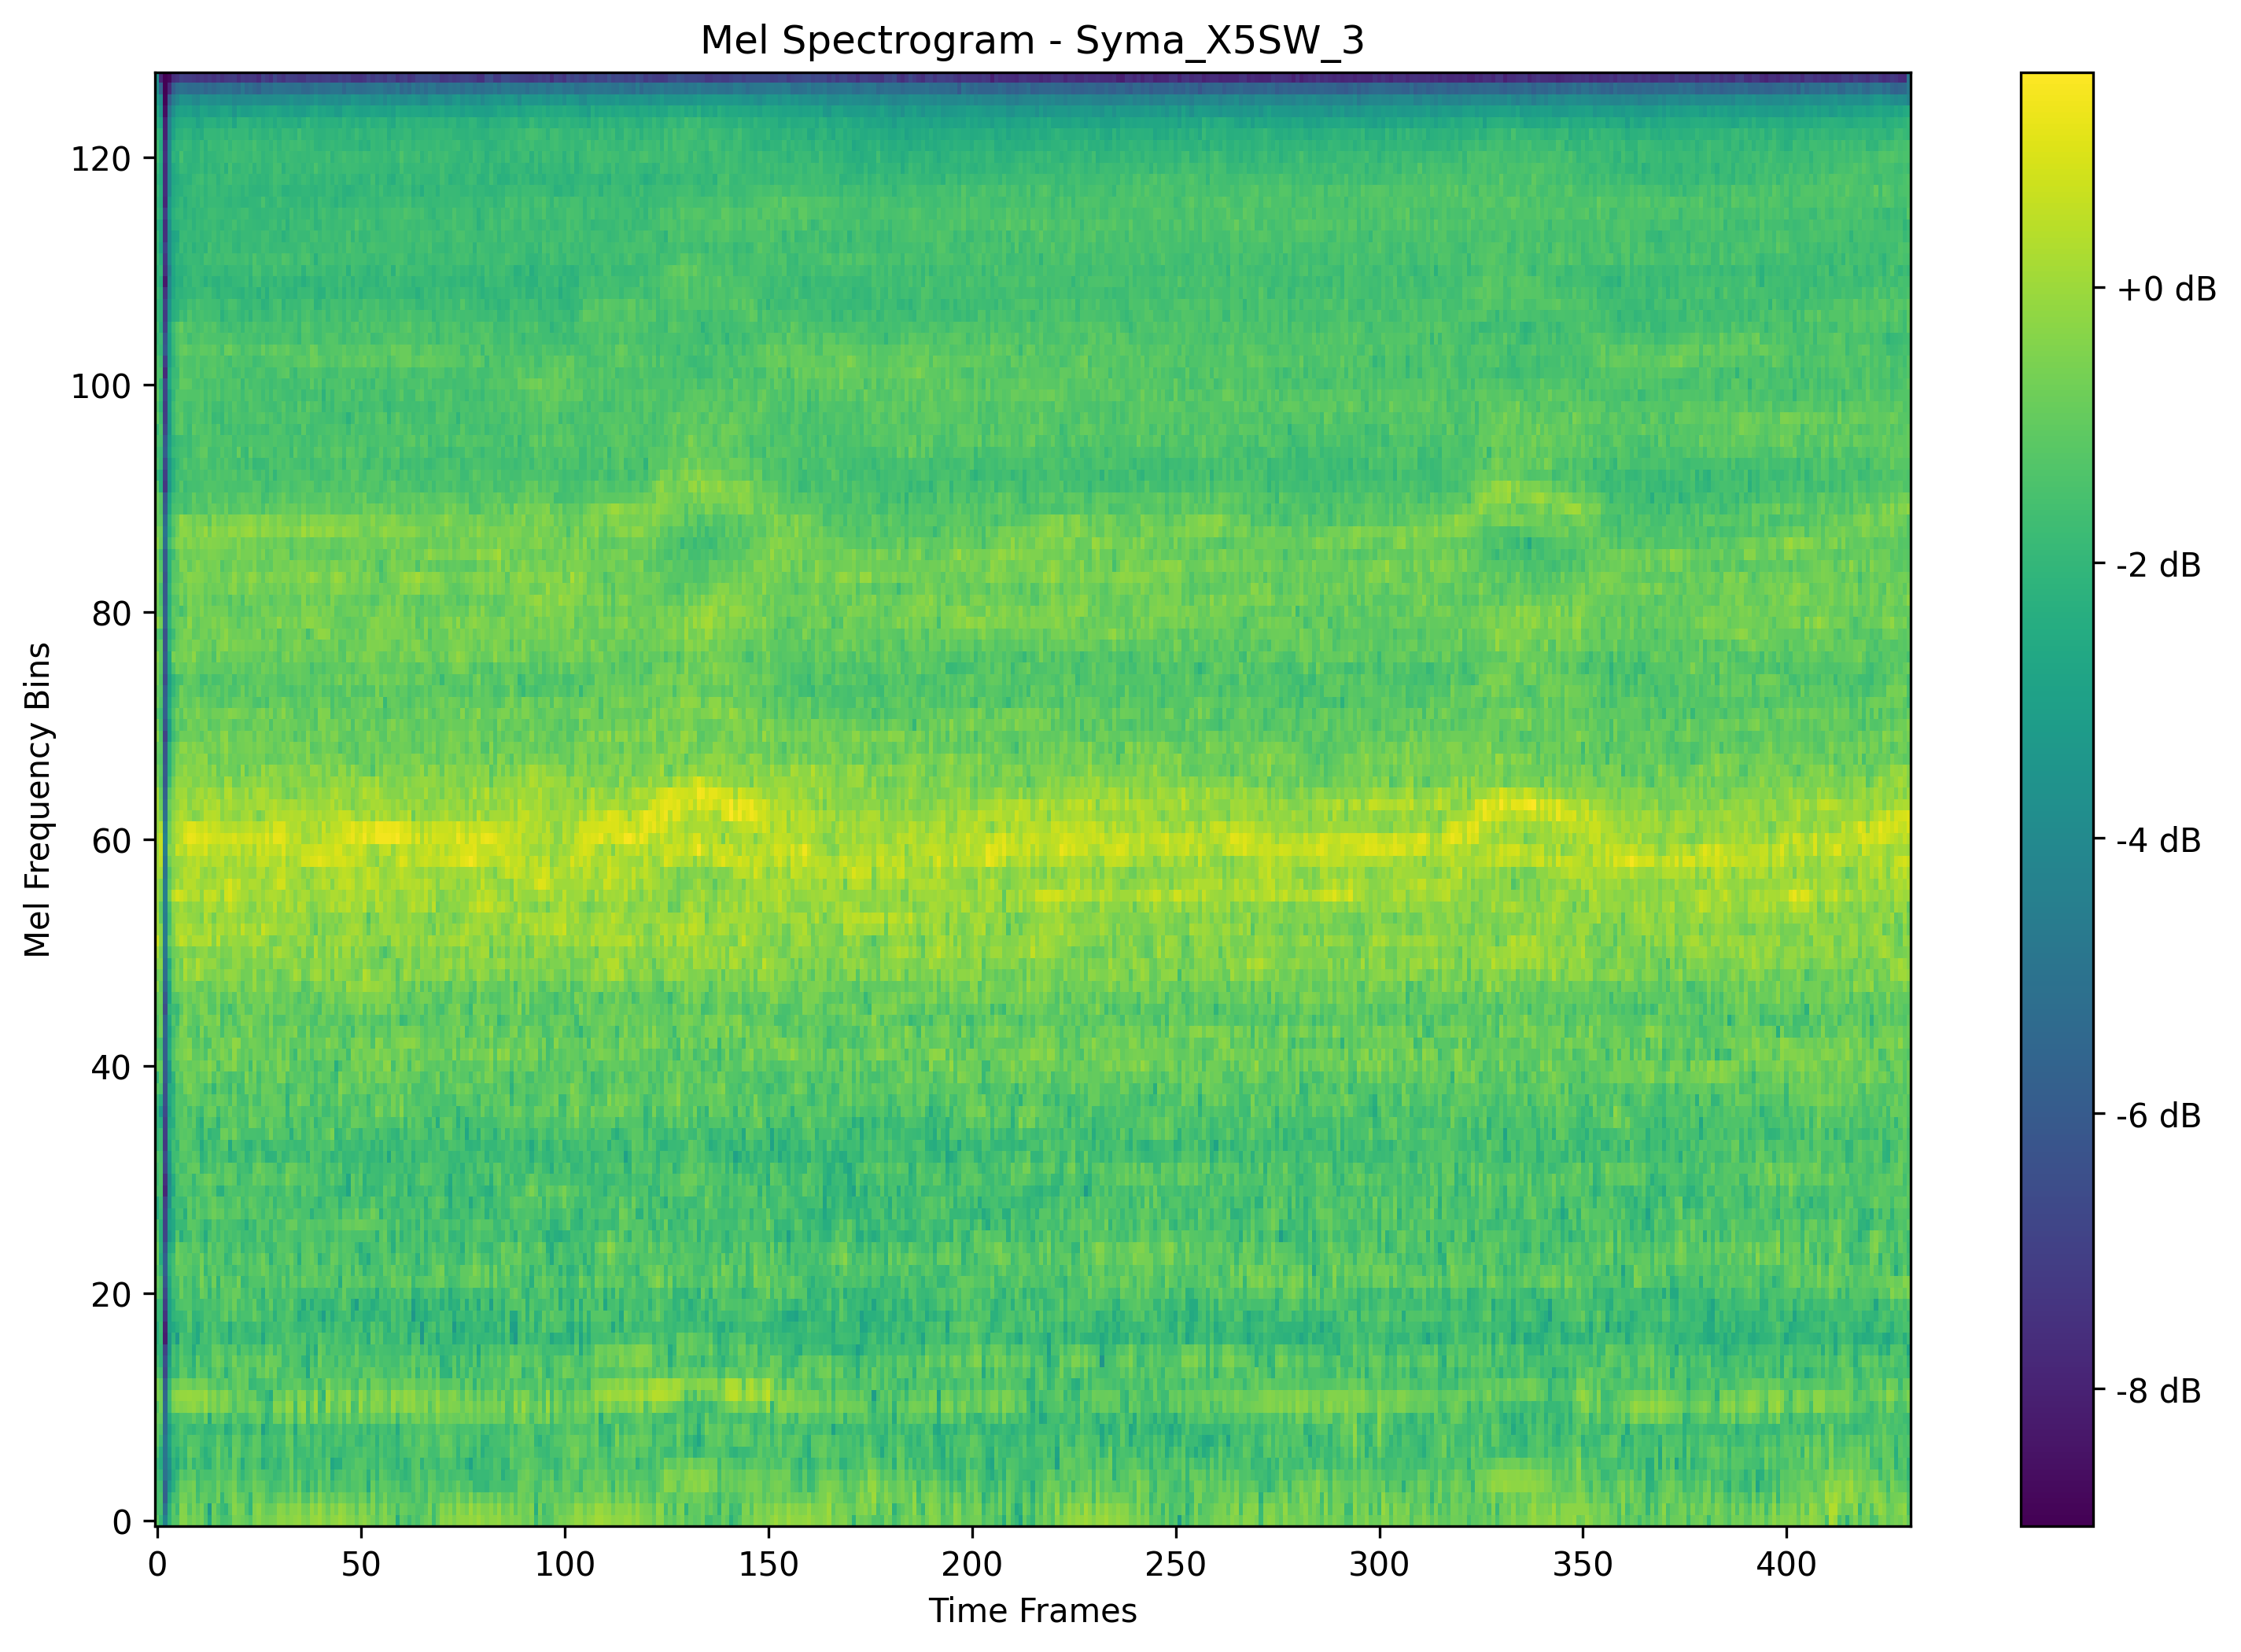 Mel Spectrogram - Syma_X5SW_3
Mel Frequency Bins
120
100
80
60
40
20
0
0 50 100 150 200 250 300 350 400
Time Frames
+0 dB
-2 dB
-4 dB
-6 dB
-8 dB